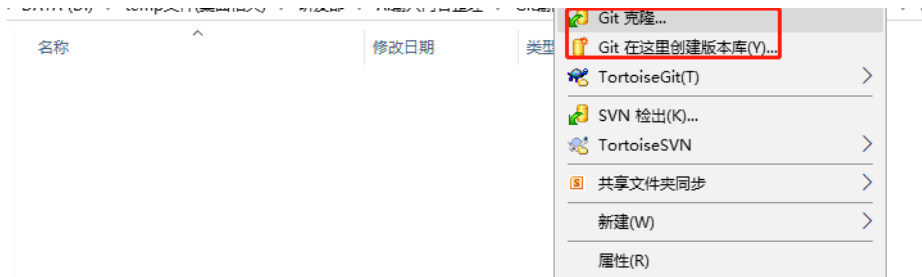 Git 克隆...
名称 修改日期 类型
Git 在这里创建版本库(Y)...
TortoiseGit(T)
SVN 检出(K)...
TortoiseSVN
共享文件夹同步
新建(W)
属性(R)